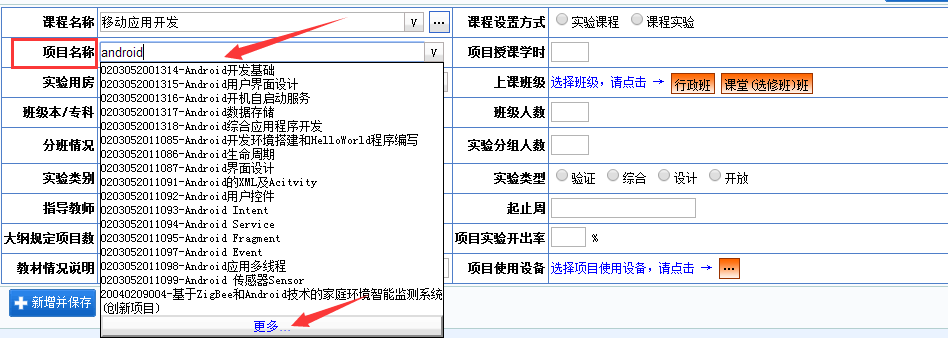 课程名称 移动应用开发 V ... 课程设置方式 实验课程 课程实验
项目名称 android V 项目授课学时
实验用房 上课班级 选择班级，请点击 → 行政班 课堂(选修班)班
班级本/专科 班级人数
分班情况 实验分组人数
实验类别 实验类型 验证 综合 设计 开放
指导教师 起止周
大纲规定项目数 项目实验开出率 %
教材情况说明 项目使用设备 选择项目使用设备，请点击 → ...
0203052001314-Android开发基础
0203052001315-Android用户界面设计
0203052001316-Android开机自启动服务
0203052001317-Android数据存储
0203052001318-Android综合应用程序开发
0203052011085-Android开发环境搭建和HelloWorld程序编写
0203052011086-Android生命周期
0203052011087-Android界面设计
0203052011091-Android的XML及Acitvity
0203052011092-Android用户控件
0203052011093-Android Intent
0203052011094-Android Service
0203052011095-Android Fragment
0203052011097-Android Event
0203052011098-Android应用多线程
0203052011099-Android 传感器Sensor
20040209004-基于ZigBee和Android技术的家庭环境智能监测系统
(创新项目)
更多...
新增并保存